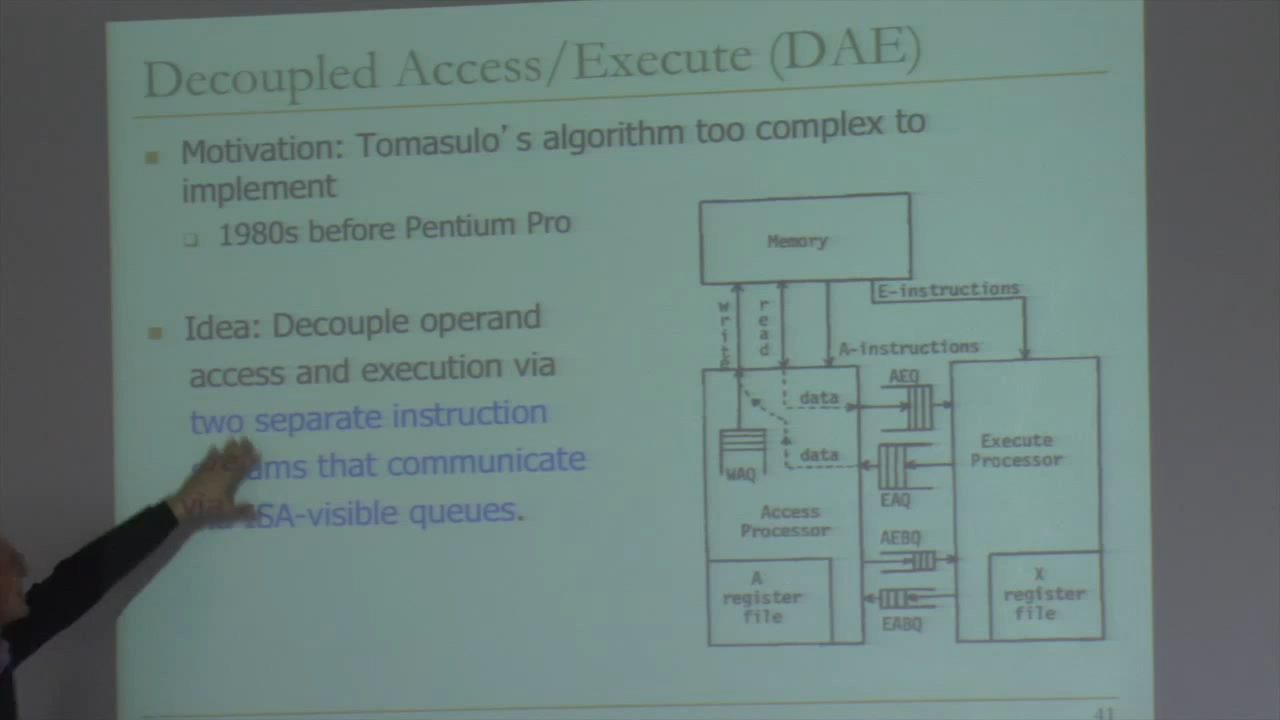 Decoupled Access/Execute (DAE)
Motivation: Tomasulo's algorithm too complex to
implement
1980s before Pentium Pro
Idea: Decouple operand
access and execution via
two separate instruction
that communicate
ISA-visible queues.
Memory
write
read
E-instructions
A-instructions
AEQ
data
data
WAQ
EAQ
Execute
Processor
Access
Processor
AEBQ
EABQ
A
register
file
X
register
file
41